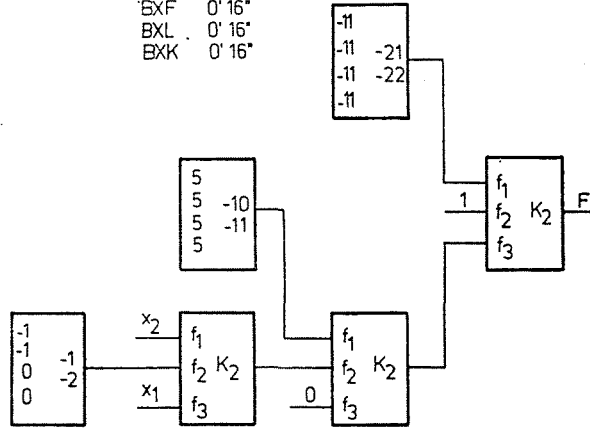 BXF 0'16"
BXL 0'16"
BXK 0'16"
-11
-11 -21
-11 -22
-11
5
5 -10
5 -11
5
f1
1 f2 K2 F
f3
-1
-1 -1
0 -2
0
x2 f1
f2 K2
x1 f3
f1
f2 K2
0 f3